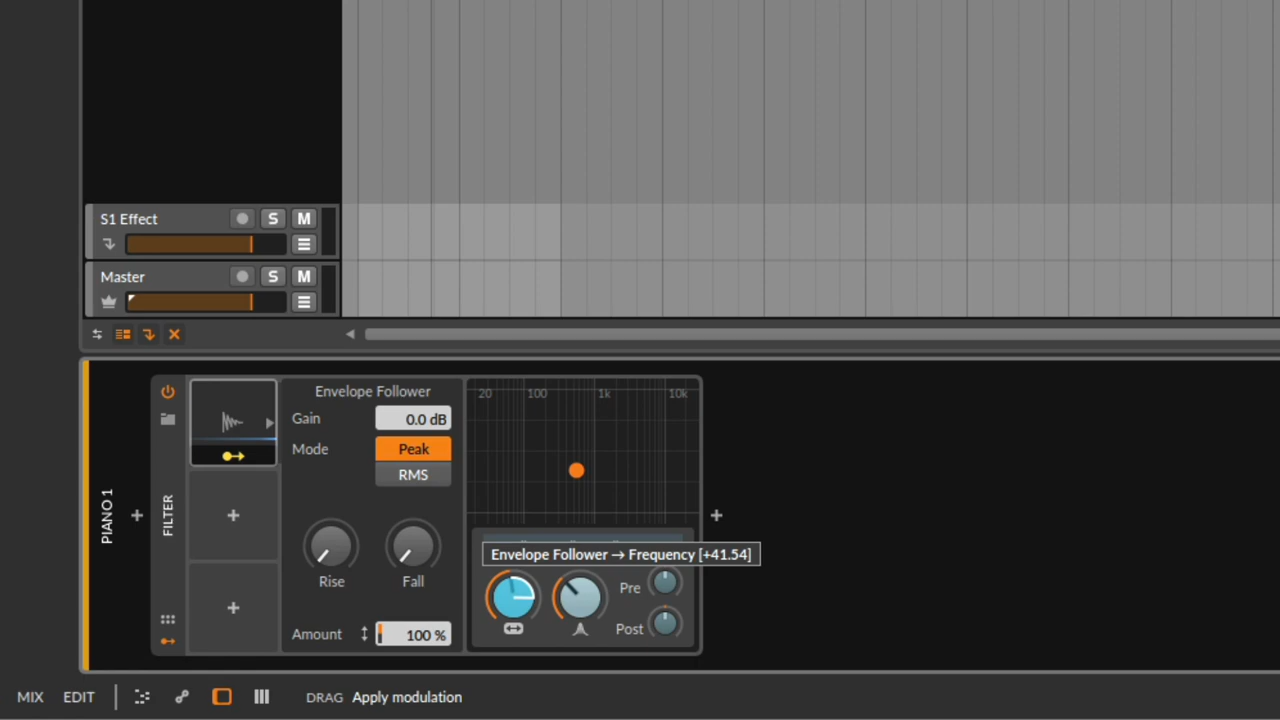 S1 Effect
S
M
Master
S
M
PIANO 1
FILTER
Envelope Follower
Gain
0.0 dB
Mode
Peak
RMS
Rise
Fall
Amount
100 %
20
100
1k
10k
Envelope Follower → Frequency [+41.54]
Pre
Post
MIX
EDIT
DRAG Apply modulation